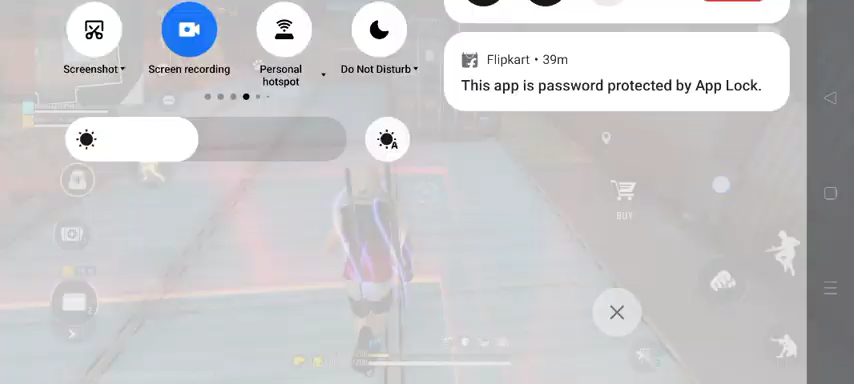 Screenshot
Screen recording
Personal
hotspot
Do Not Disturb
Flipkart • 39m
This app is password protected by App Lock.
BUY